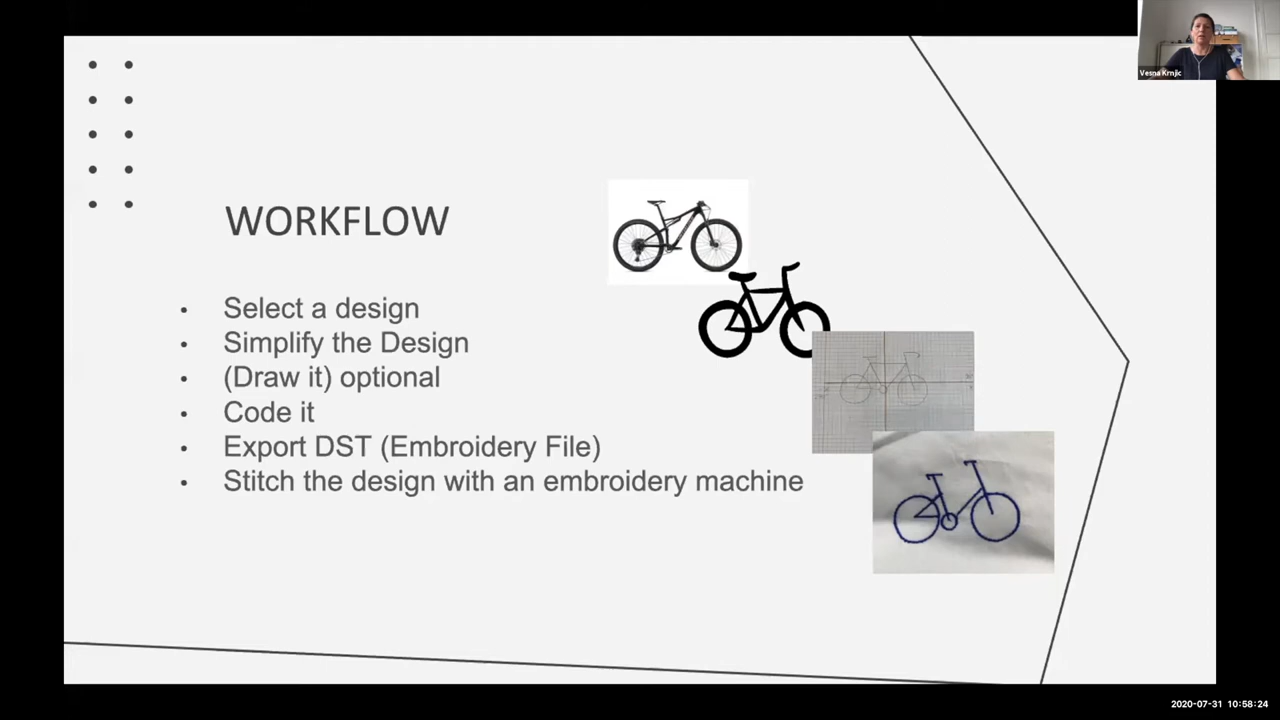 Vesna Krnjic
WORKFLOW
• Select a design
• Simplify the Design
• (Draw it) optional
• Code it
• Export DST (Embroidery File)
• Stitch the design with an embroidery machine
2020-07-31 10:58:24